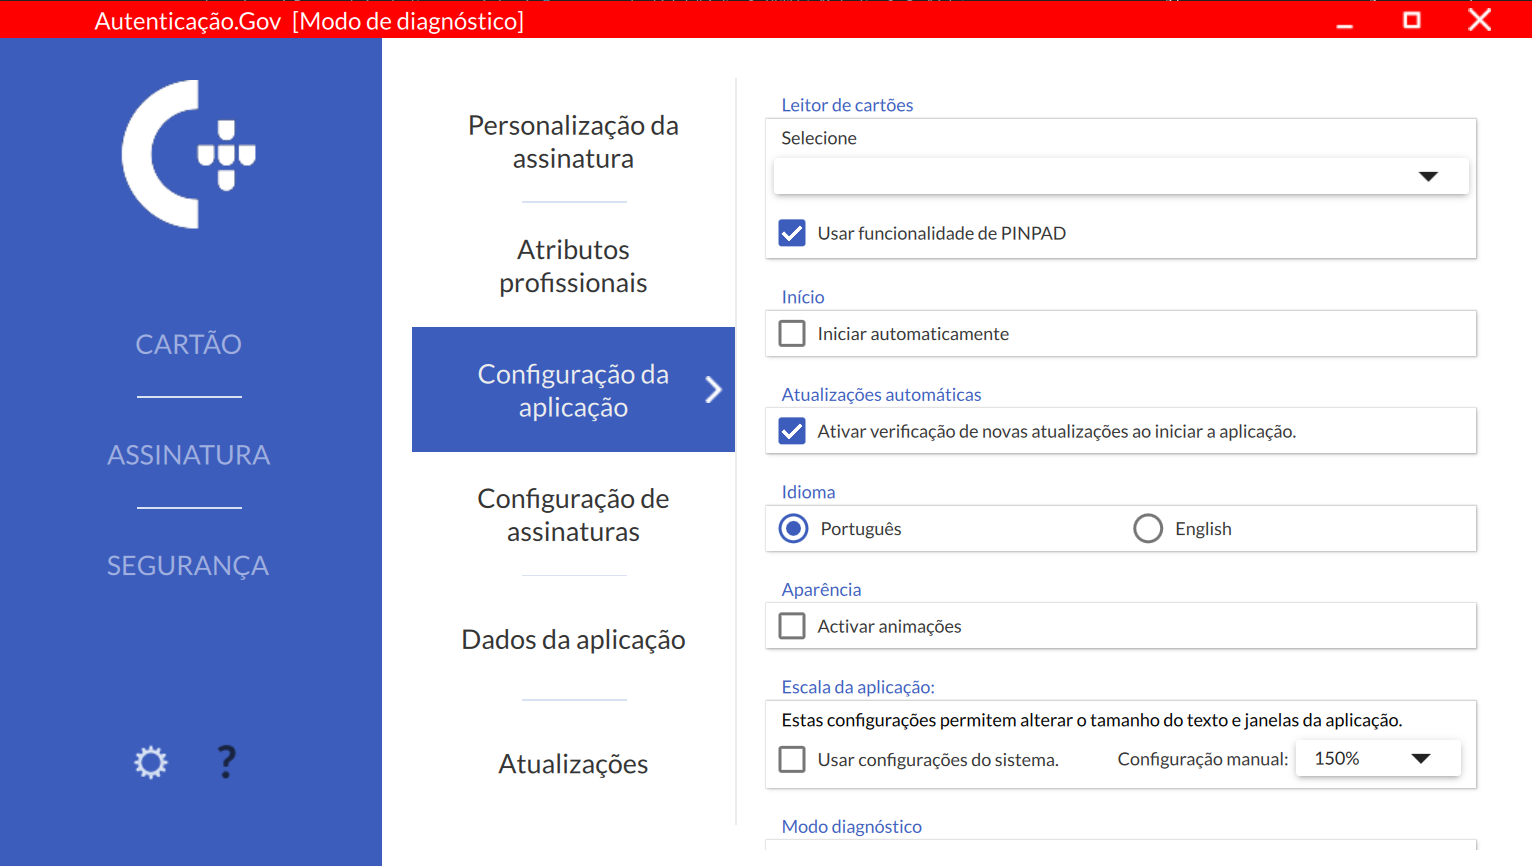 Autenticação.Gov [Modo de diagnóstico]
CARTÃO
ASSINATURA
SEGURANÇA
?
Personalização da
assinatura
Atributos
profissionais
Configuração da
aplicação
Configuração de
assinaturas
Dados da aplicação
Atualizações
Leitor de cartões
Selecione
Usar funcionalidade de PINPAD
Início
Iniciar automaticamente
Atualizações automáticas
Ativar verificação de novas atualizações ao iniciar a aplicação.
Idioma
Português
English
Aparência
Activar animações
Escala da aplicação:
Estas configurações permitem alterar o tamanho do texto e janelas da aplicação.
Usar configurações do sistema.
Configuração manual: 150%
Modo diagnóstico